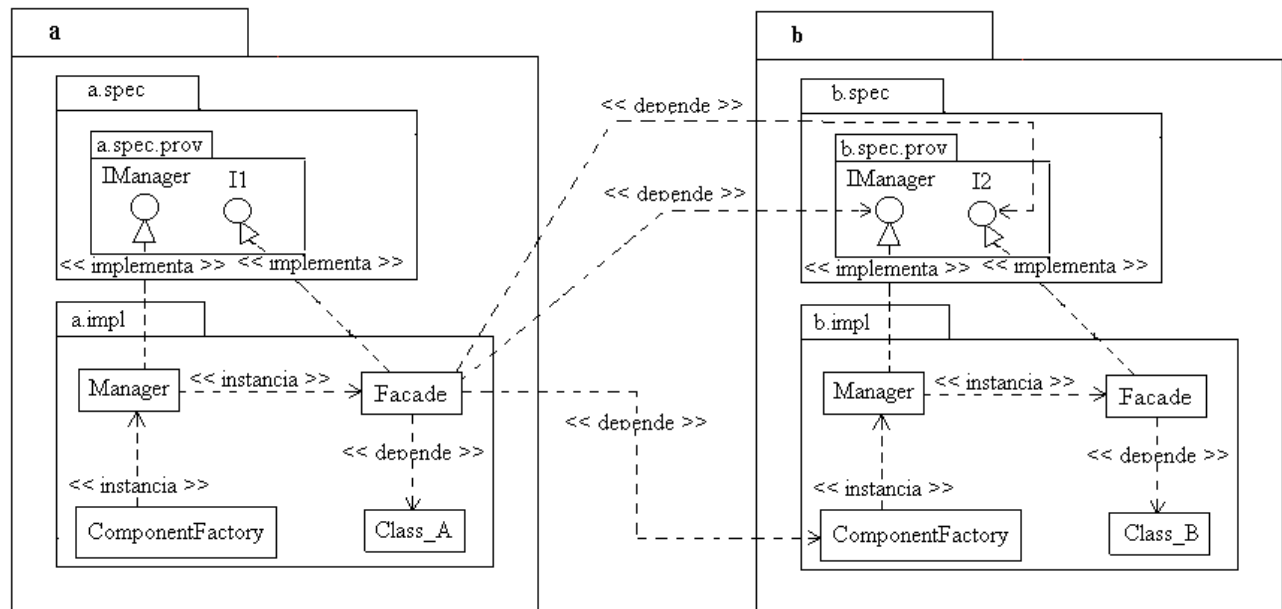 a
a.spec
a.spec.prov
IManager
I1
<< implementa >>
<< implementa >>
a.impl
Manager
<< instancia >>
Facade
<< depende >>
<< instancia >>
ComponentFactory
Class_A
<< depende >>
<< depende >>
<< depende >>
b
b.spec
b.spec.prov
IManager
I2
<< implementa >>
<< implementa >>
b.impl
Manager
<< instancia >>
Facade
<< depende >>
<< instancia >>
ComponentFactory
Class_B